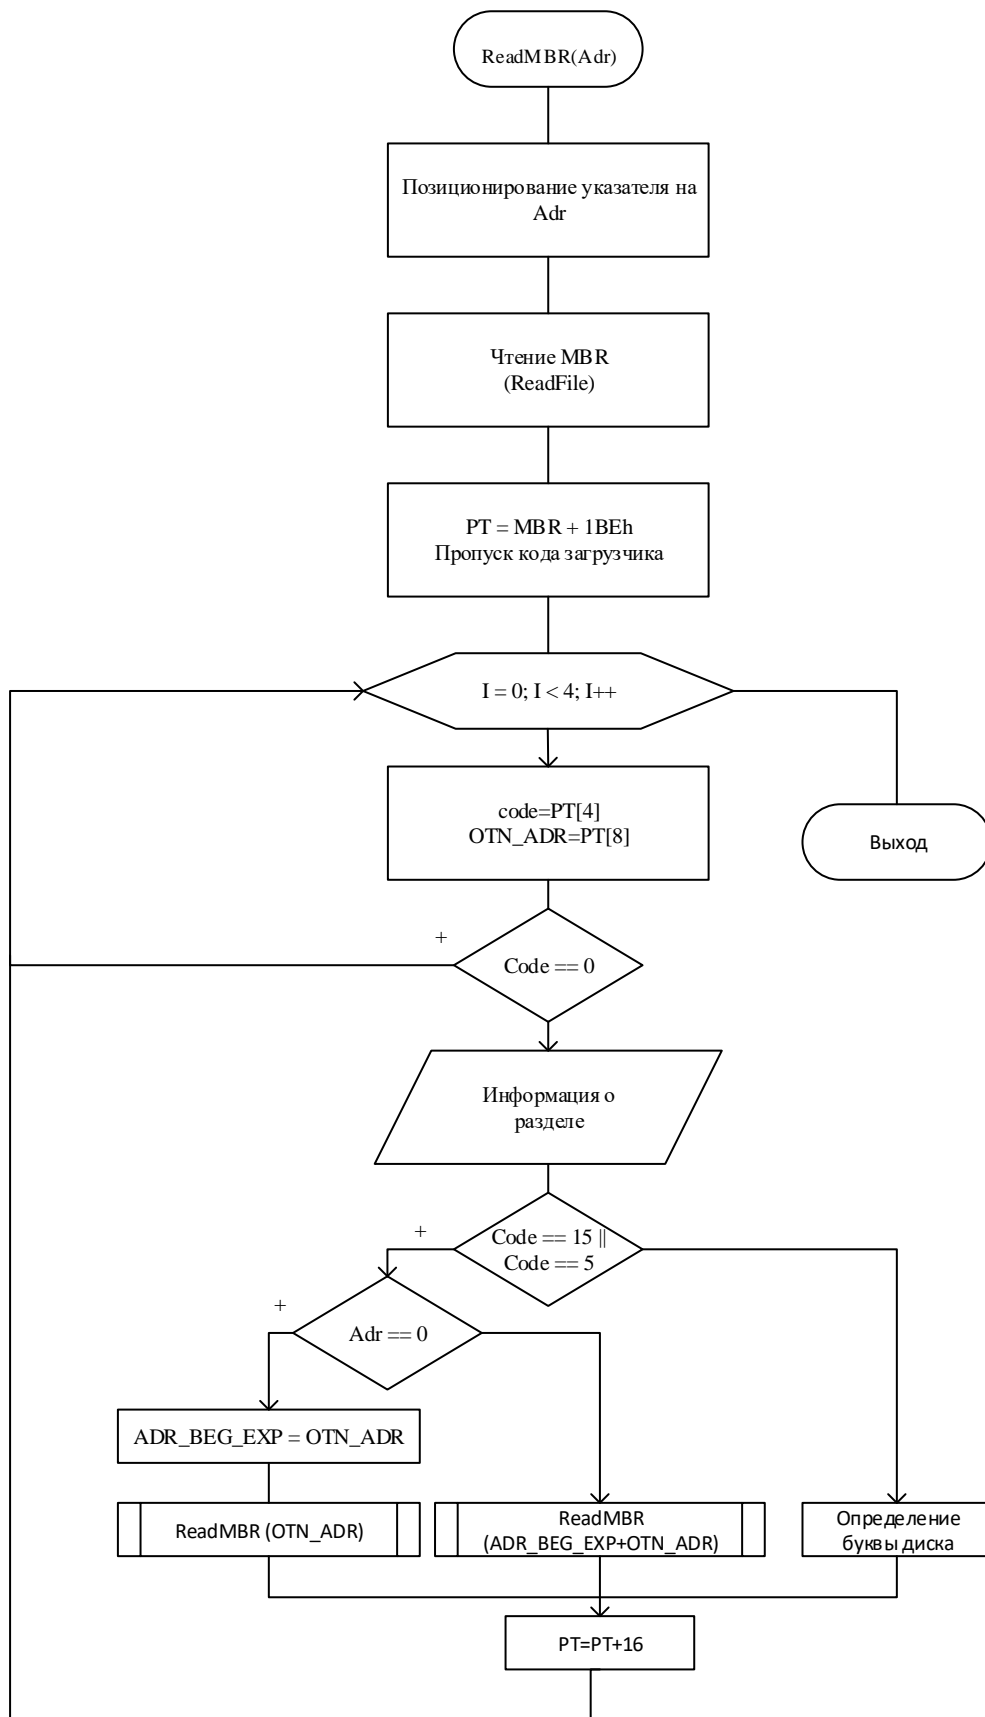 ReadMBR(Adr)
Позиционирование указателя на
Adr
Чтение MBR
(ReadFile)
PT = MBR + 1BEh
Пропуск кода загрузчика
I = 0; I < 4; I++
code=PT[4]
OTN_ADR=PT[8]
Выход
+
Code == 0
Информация о
разделе
+
Code == 15 ||
Code == 5
+
Adr == 0
ADR_BEG_EXP = OTN_ADR
ReadMBR (OTN_ADR)
ReadMBR
(ADR_BEG_EXP+OTN_ADR)
Определение
буквы диска
PT=PT+16